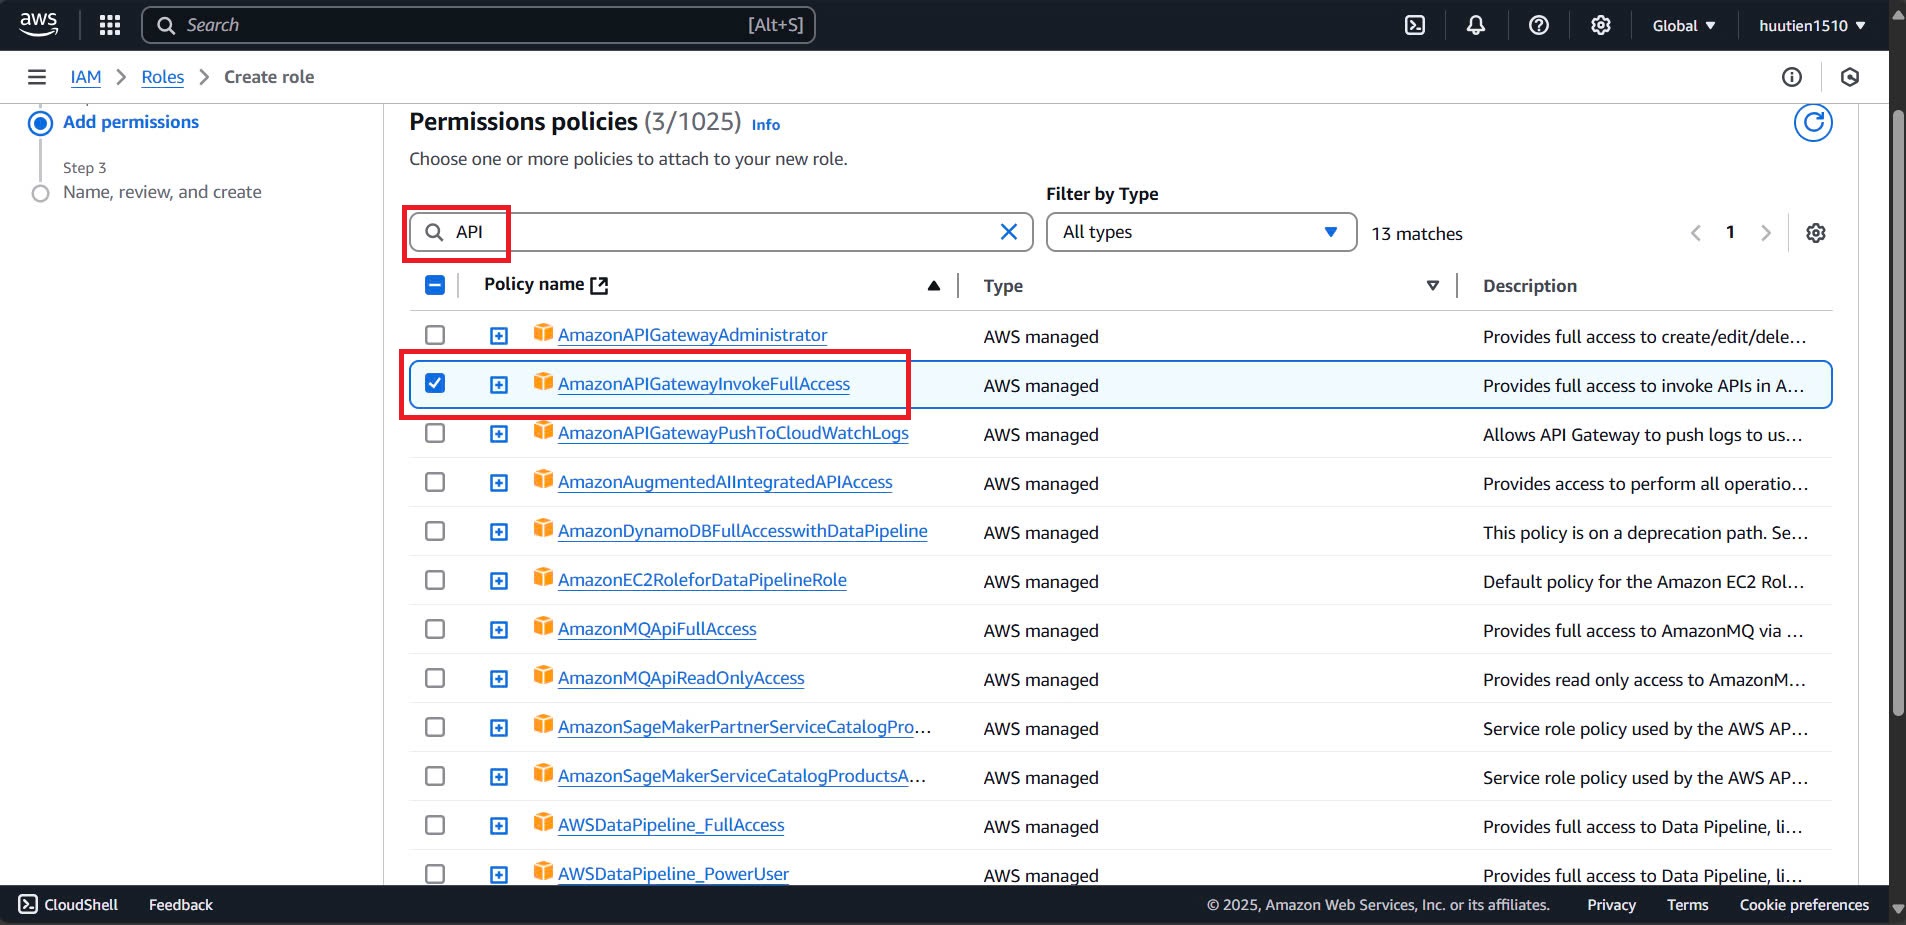 aws
Search [Alt+S]
Global
huutien1510
IAM
Roles
Create role
Add permissions
Step 3
Name, review, and create
Permissions policies (3/1025) Info
Choose one or more policies to attach to your new role.
Filter by Type
API
All types
13 matches
1
Policy name Type Description
AmazonAPIGatewayAdministrator AWS managed Provides full access to create/edit/dele...
AmazonAPIGatewayInvokeFullAccess AWS managed Provides full access to invoke APIs in A...
AmazonAPIGatewayPushToCloudWatchLogs AWS managed Allows API Gateway to push logs to us...
AmazonAugmentedAIIntegratedAPIAccess AWS managed Provides access to perform all operatio...
AmazonDynamoDBFullAccesswithDataPipeline AWS managed This policy is on a deprecation path. Se...
AmazonEC2RoleforDataPipelineRole AWS managed Default policy for the Amazon EC2 Rol...
AmazonMQApiFullAccess AWS managed Provides full access to AmazonMQ via ...
AmazonMQApiReadOnlyAccess AWS managed Provides read only access to AmazonM...
AmazonSageMakerPartnerServiceCatalogPro... AWS managed Service role policy used by the AWS AP...
AmazonSageMakerServiceCatalogProductsA... AWS managed Service role policy used by the AWS AP...
AWSDataPipeline_FullAccess AWS managed Provides full access to Data Pipeline, li...
AWSDataPipeline_PowerUser AWS managed Provides full access to Data Pipeline, li...
CloudShell Feedback © 2025, Amazon Web Services, Inc. or its affiliates. Privacy Terms Cookie preferences